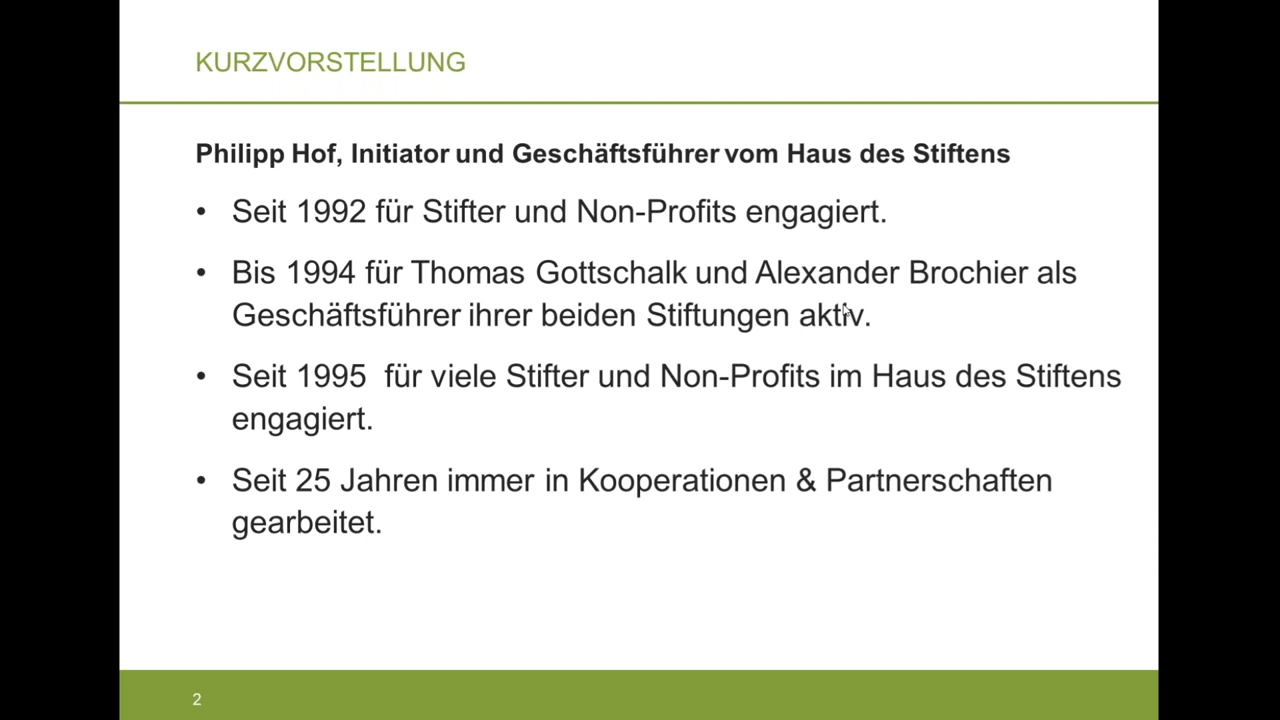 KURZVORSTELLUNG
Philipp Hof, Initiator und Geschäftsführer vom Haus des Stiftens
• Seit 1992 für Stifter und Non-Profits engagiert.
• Bis 1994 für Thomas Gottschalk und Alexander Brochier als
Geschäftsführer ihrer beiden Stiftungen aktiv.
• Seit 1995 für viele Stifter und Non-Profits im Haus des Stiftens
engagiert.
• Seit 25 Jahren immer in Kooperationen & Partnerschaften
gearbeitet.
2